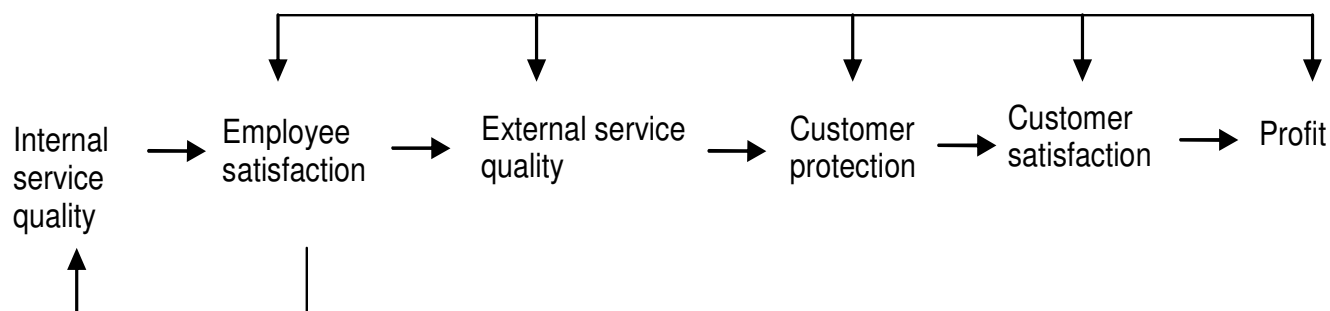 Internal
service
quality
Employee
satisfaction
External service
quality
Customer
protection
Customer
satisfaction
Profit